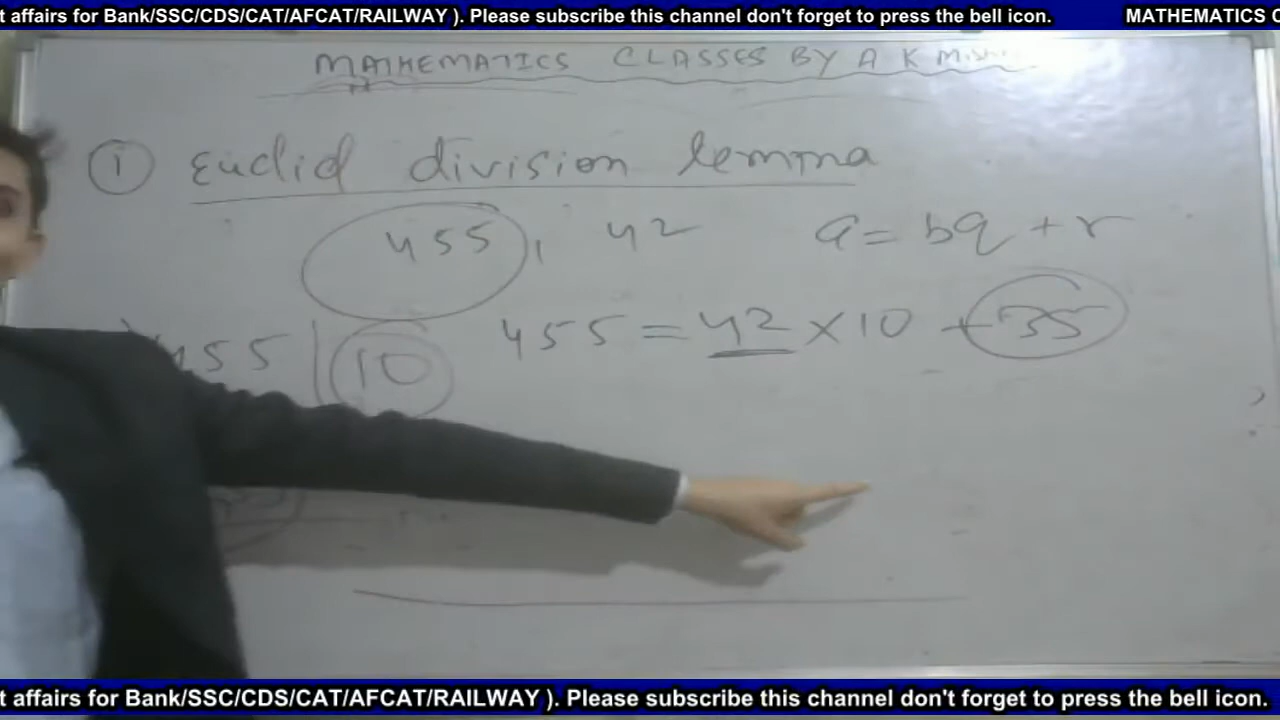 t affairs for Bank/SSC/CDS/CAT/AFCAT/RAILWAY ). Please subscribe this channel don't forget to press the bell icon. MATHEMATICS C
MATHEMATICS CLASSES BY A K
① Euclid division lemma
455, 42 a = bq + r
455 | 10 455 = 42 × 10 + 35
t affairs for Bank/SSC/CDS/CAT/AFCAT/RAILWAY ). Please subscribe this channel don't forget to press the bell icon.